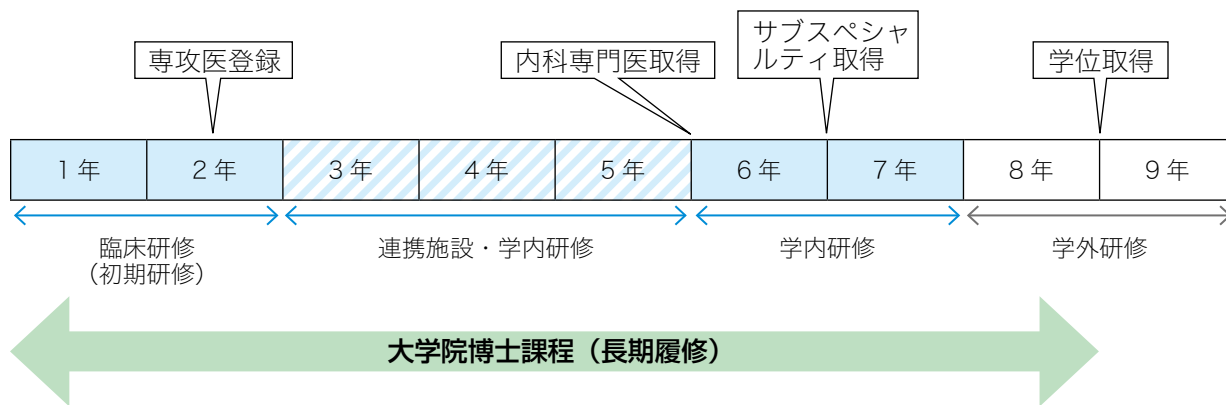 専攻医登録
内科専門医取得
サブスペシャ
ルティ取得
学位取得
1年
2年
3年
4年
5年
6年
7年
8年
9年
臨床研修
（初期研修）
連携施設・学内研修
学内研修
学外研修
大学院博士課程（長期履修）